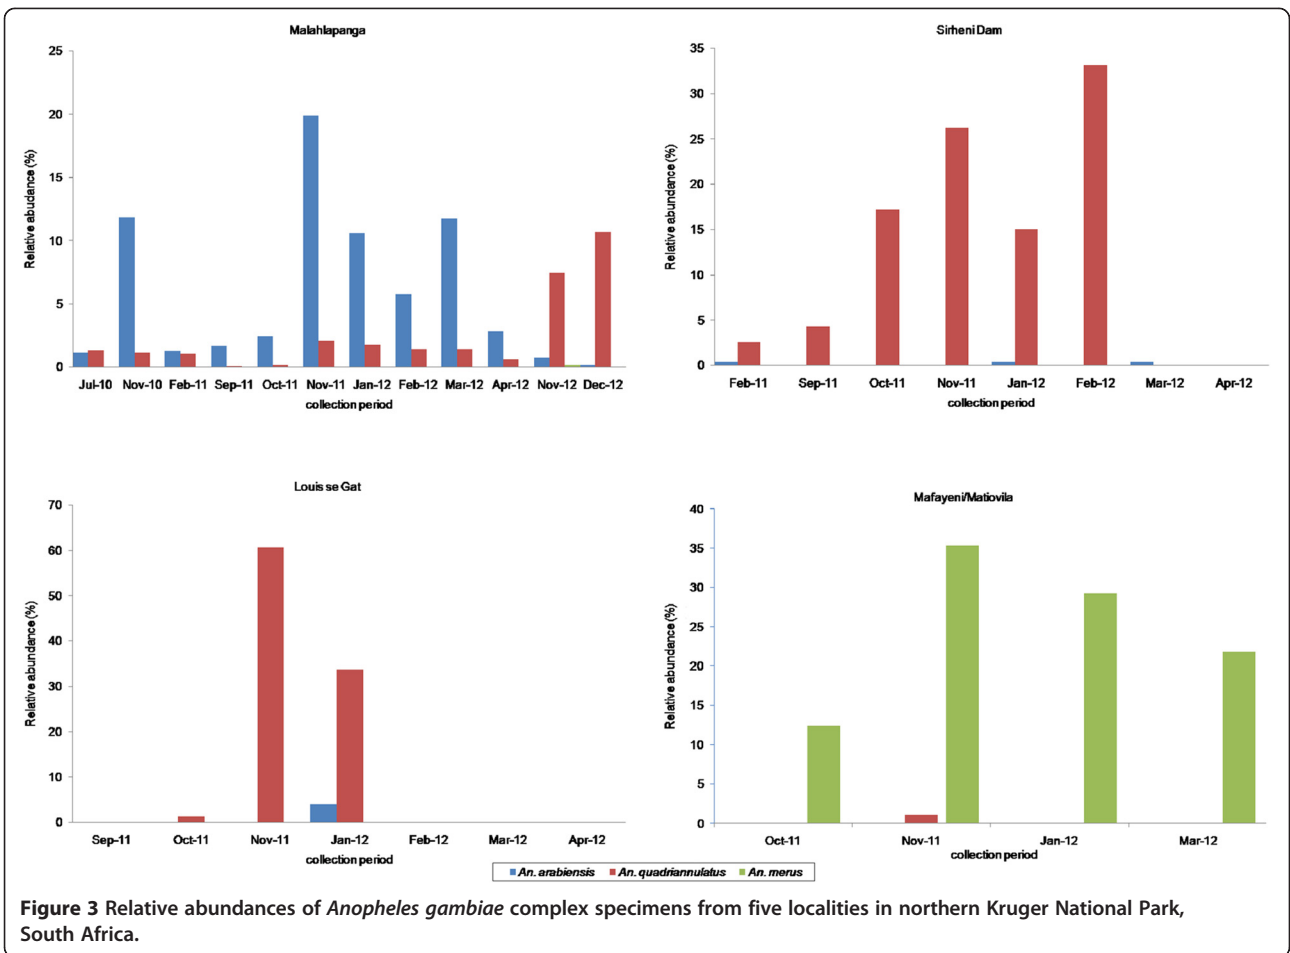 Malahlapanga
25
20
15
10
5
0
Relative abudance (%)
Jul-10 Nov-10 Feb-11 Sep-11 Oct-11 Nov-11 Jan-12 Feb-12 Mar-12 Apr-12 Nov-12 Dec-12
collection period
Sirheni Dam
35
30
25
20
15
10
5
0
Relative abundance (%)
Feb-11 Sep-11 Oct-11 Nov-11 Jan-12 Feb-12 Mar-12 Apr-12
collection period
Louis se Gat
70
60
50
40
30
20
10
0
Relative abundance (%)
Sep-11 Oct-11 Nov-11 Jan-12 Feb-12 Mar-12 Apr-12
collection period
Mafayeni/Matiovila
40
35
30
25
20
15
10
5
0
Relative abundance (%)
Oct-11 Nov-11 Jan-12 Mar-12
collection period
An. arabiensis An. quadriannulatus An. merus
Figure 3 Relative abundances of Anopheles gambiae complex specimens from five localities in northern Kruger National Park,
South Africa.